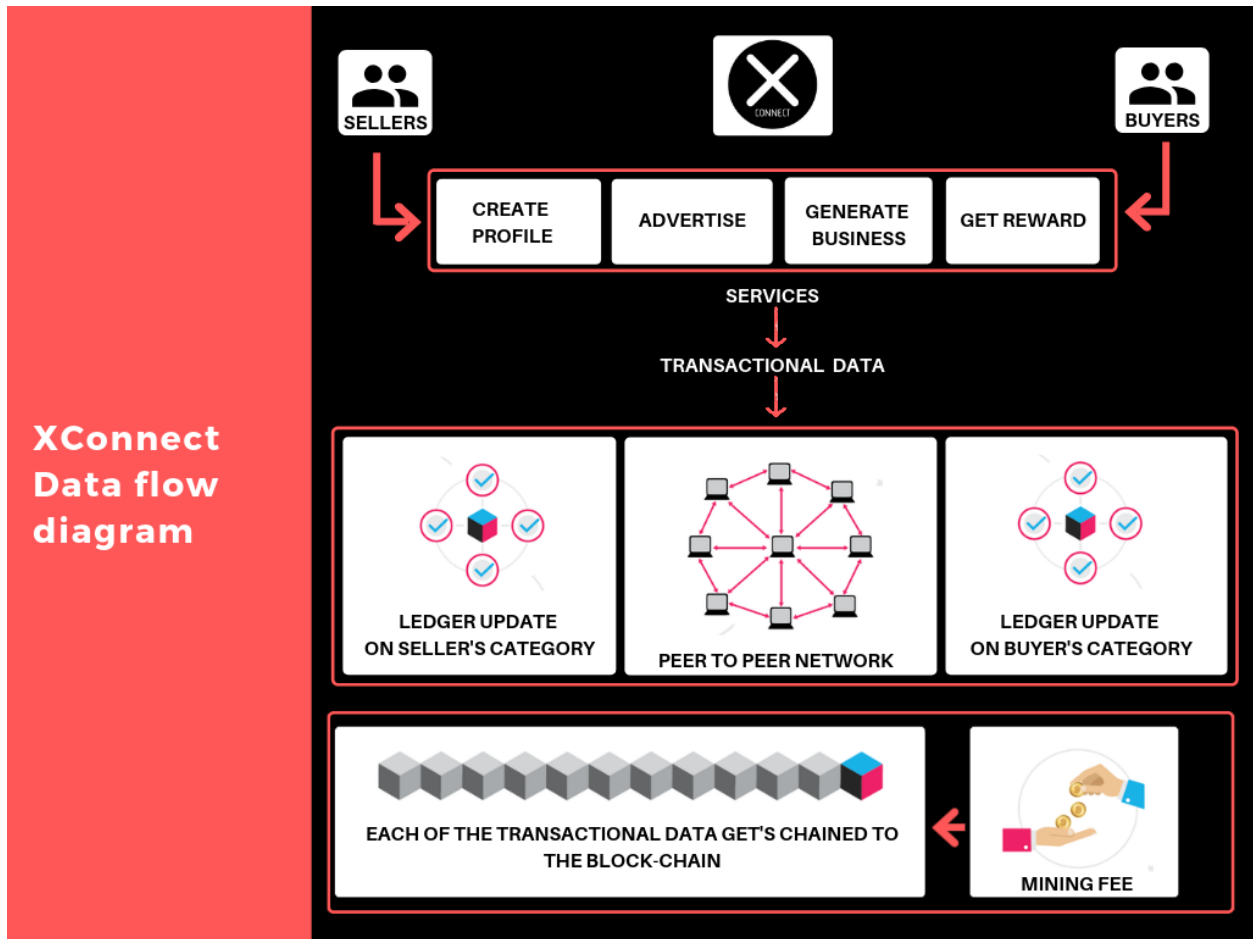 SELLERS
X
CONNECT
BUYERS
CREATE
PROFILE
ADVERTISE
GENERATE
BUSINESS
GET REWARD
SERVICES
TRANSACTIONAL DATA
XConnect
Data flow
diagram
LEDGER UPDATE
ON SELLER'S CATEGORY
PEER TO PEER NETWORK
LEDGER UPDATE
ON BUYER'S CATEGORY
EACH OF THE TRANSACTIONAL DATA GET'S CHAINED TO
THE BLOCK-CHAIN
MINING FEE